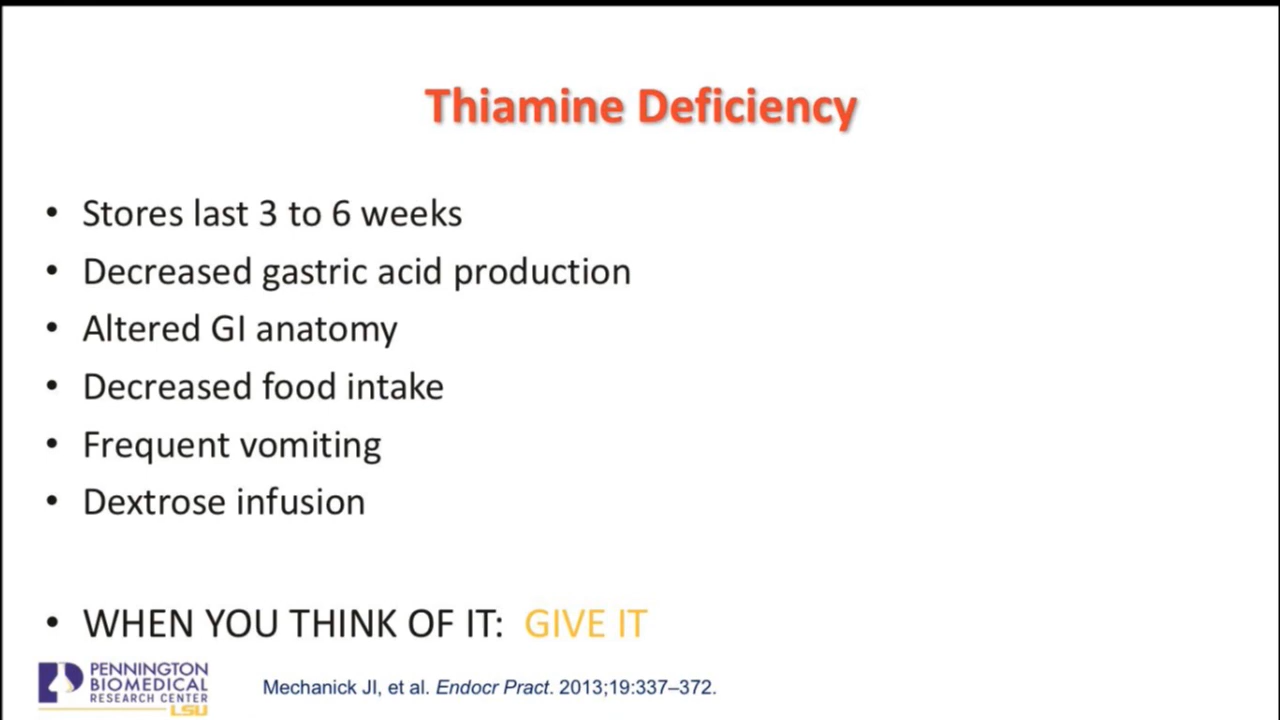 Thiamine Deficiency
• Stores last 3 to 6 weeks
• Decreased gastric acid production
• Altered GI anatomy
• Decreased food intake
• Frequent vomiting
• Dextrose infusion
• WHEN YOU THINK OF IT: GIVE IT
PENNINGTON
BIOMEDICAL
RESEARCH CENTER
LSU
Mechanick JI, et al. Endocr Pract. 2013;19:337–372.